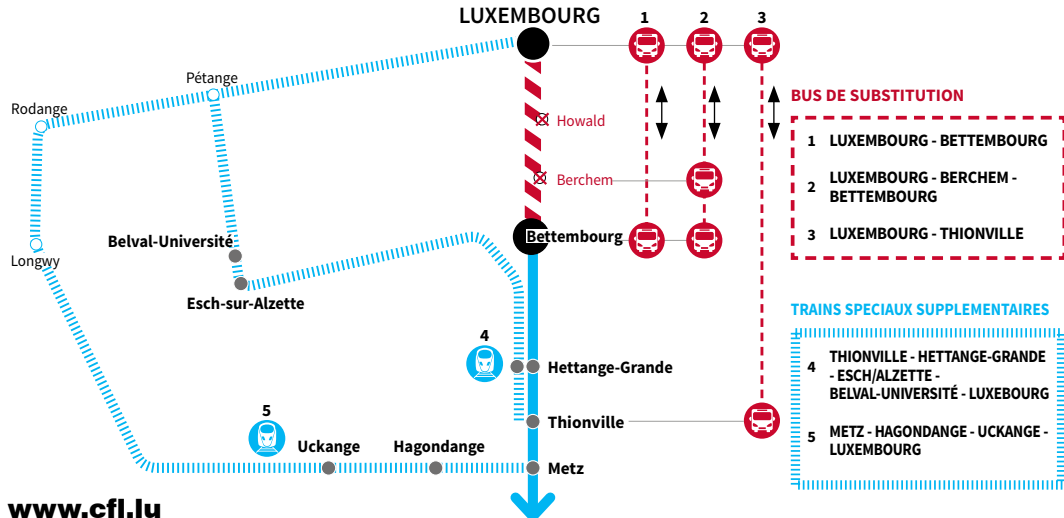 LUXEMBOURG
1
2
3
Pétange
Rodange
Howald
Berchem
Bettembourg
Belval-Université
Longwy
Esch-sur-Alzette
4
Hettange-Grande
5
Thionville
Uckange
Hagondange
Metz
www.cfl.lu
BUS DE SUBSTITUTION
1 LUXEMBOURG - BETTEMBOURG
2 LUXEMBOURG - BERCHEM -
BETTEMBOURG
3 LUXEMBOURG - THIONVILLE
TRAINS SPECIAUX SUPPLEMENTAIRES
4 THIONVILLE - HETTANGE-GRANDE
- ESCH/ALZETTE -
BELVAL-UNIVERSITÉ - LUXEBOURG
5 METZ - HAGONDANGE - UCKANGE -
LUXEMBOURG